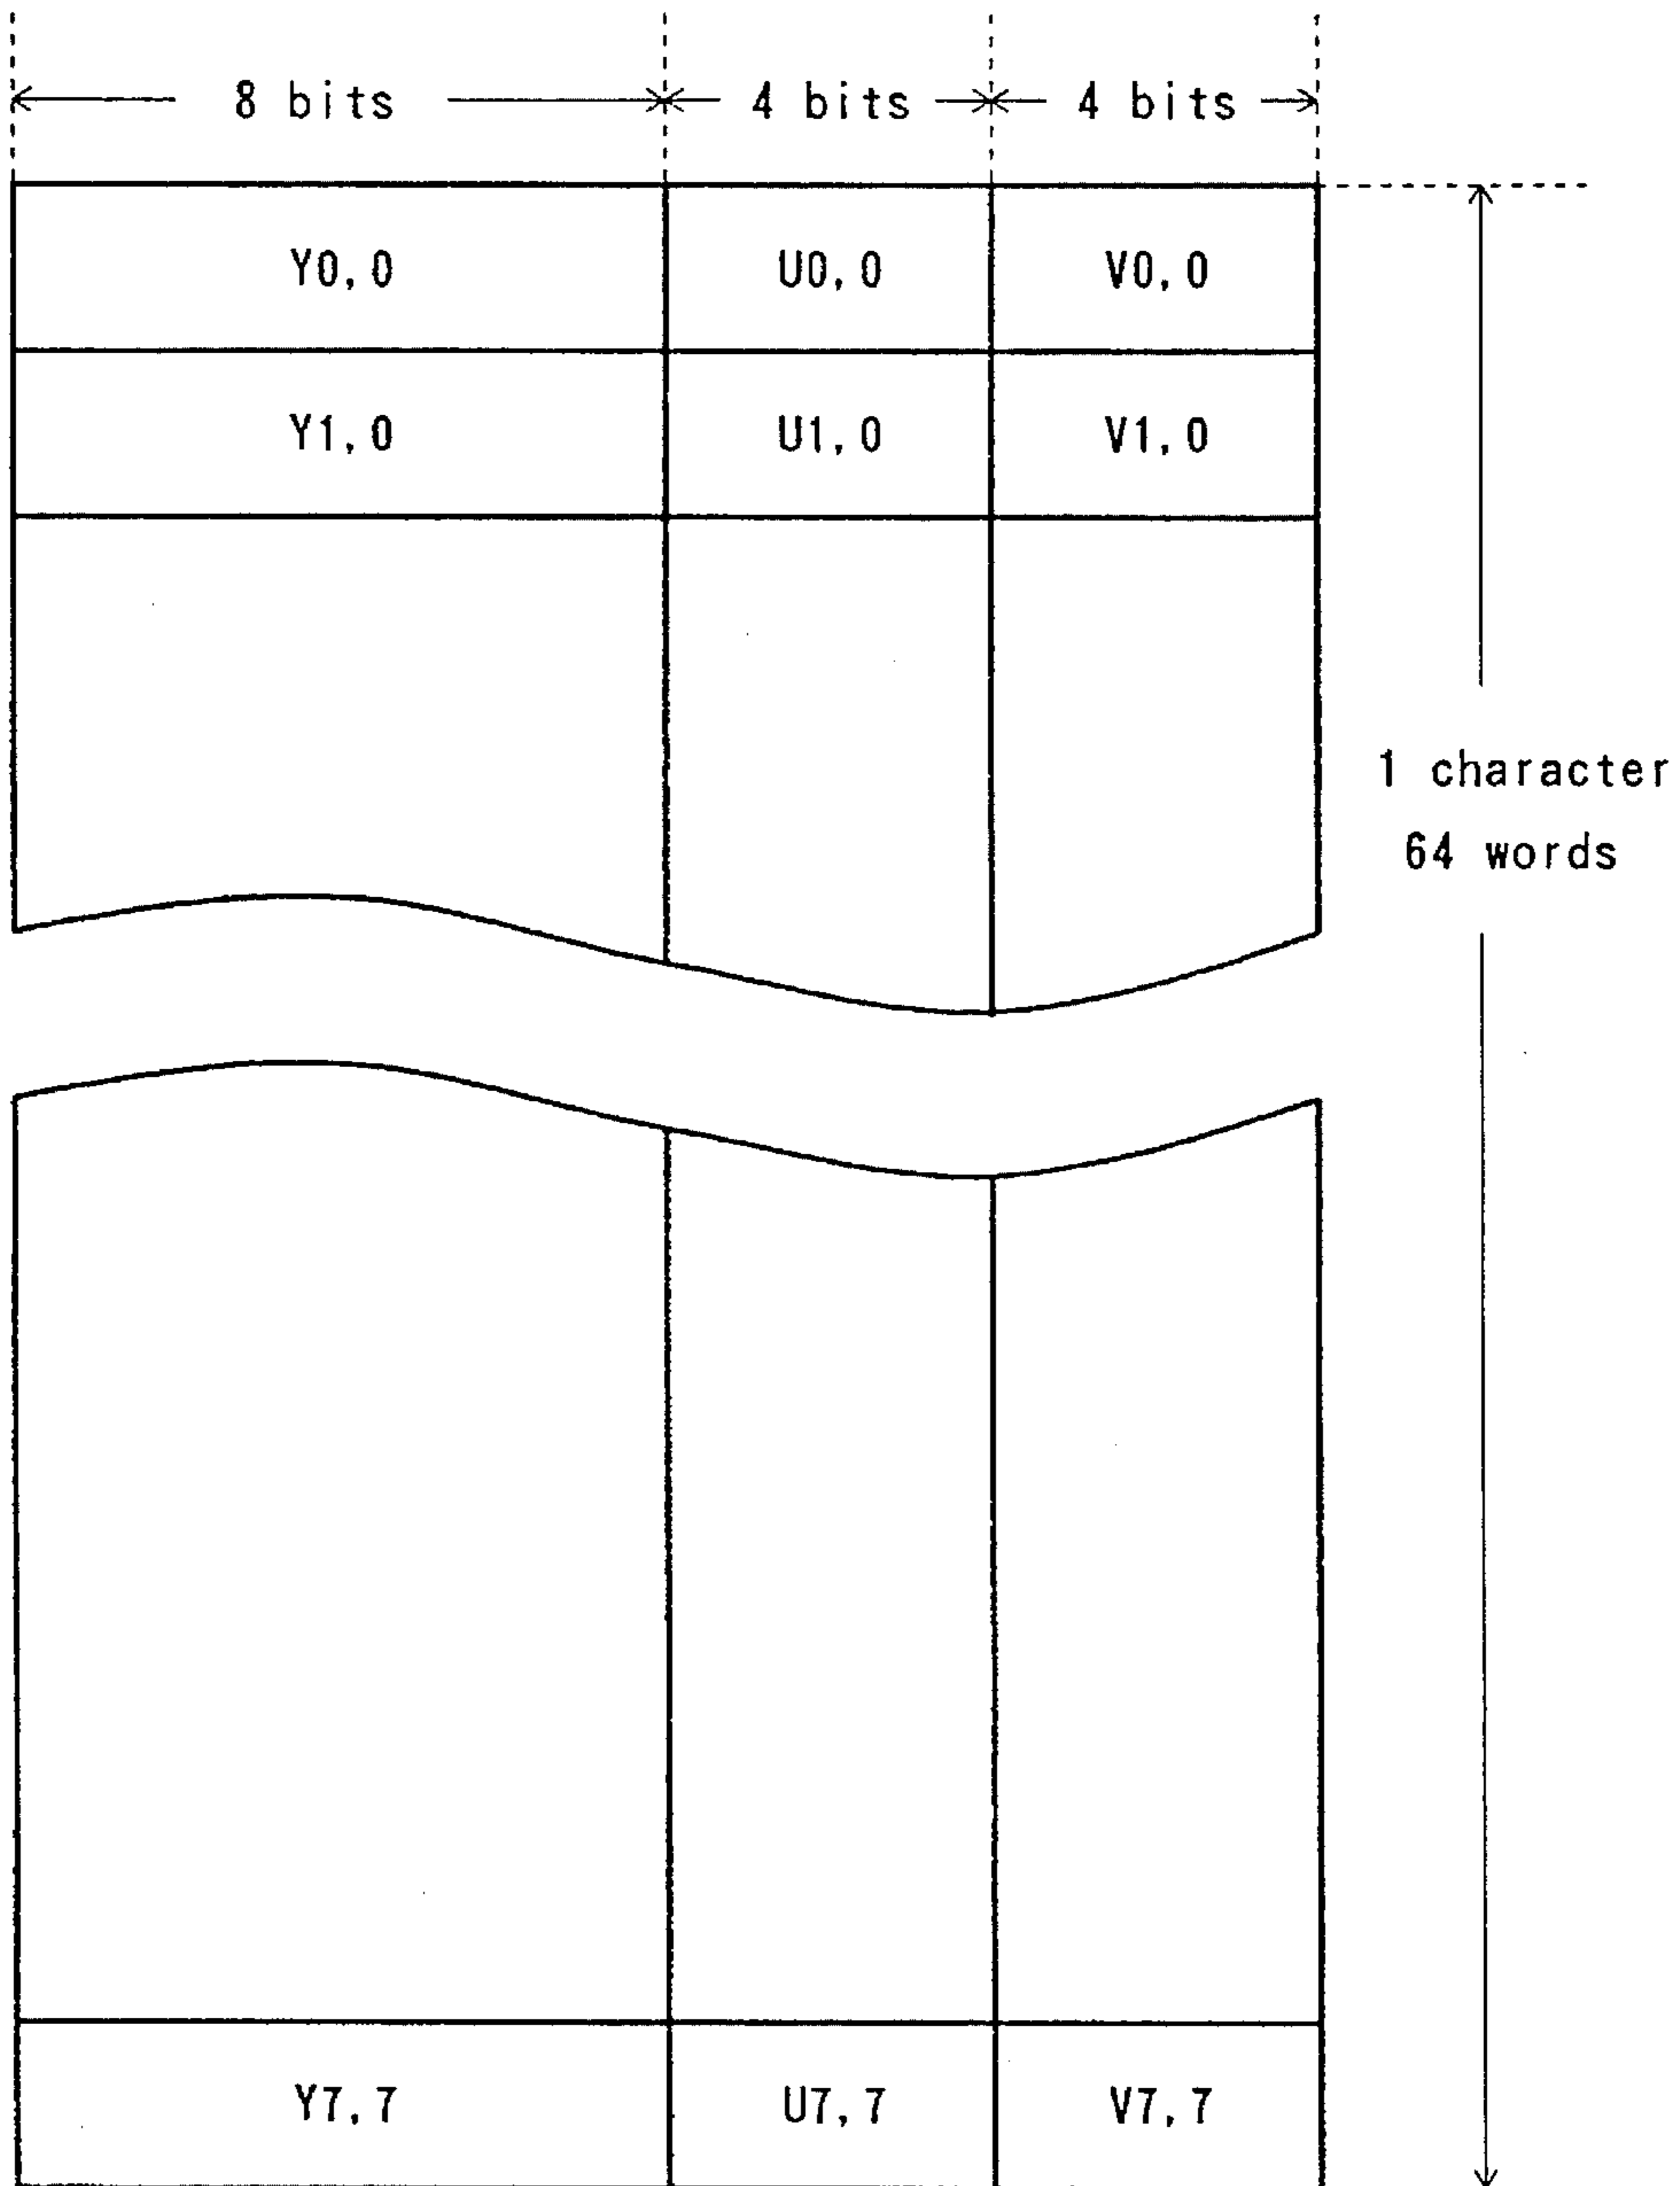 8 bits 4 bits 4 bits
Y0,0 U0,0 V0,0
Y1,0 U1,0 V1,0
1 character
64 words
Y7,7 U7,7 V7,7